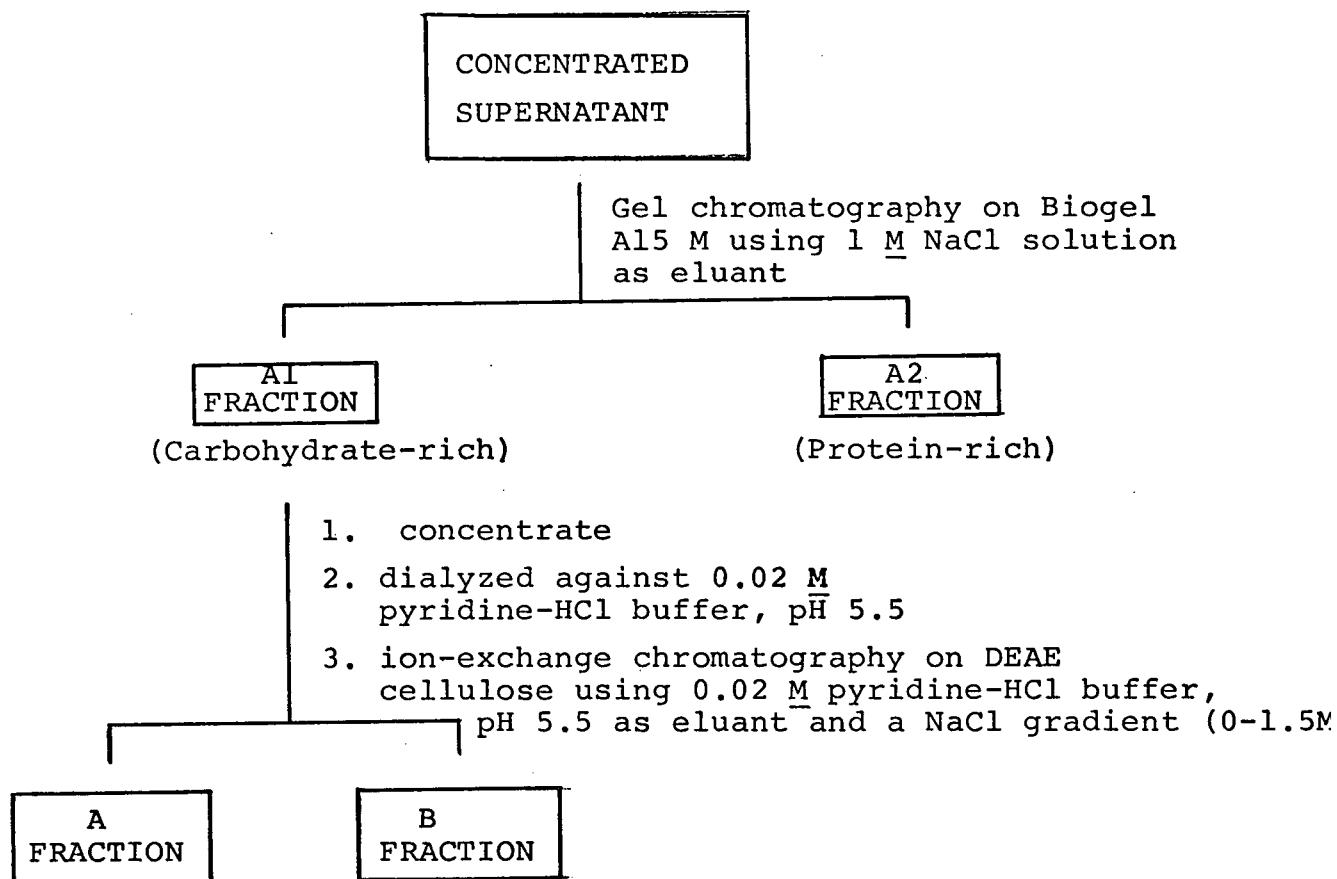 CONCENTRATED
SUPERNATANT
Gel chromatography on Biogel
A15 M using 1 M NaCl solution
as eluant
A1
FRACTION
(Carbohydrate-rich)
A2
FRACTION
(Protein-rich)
1. concentrate
2. dialyzed against 0.02 M
pyridine-HCl buffer, pH 5.5
3. ion-exchange chromatography on DEAE
cellulose using 0.02 M pyridine-HCl buffer,
pH 5.5 as eluant and a NaCl gradient (0-1.5M
A
FRACTION
B
FRACTION